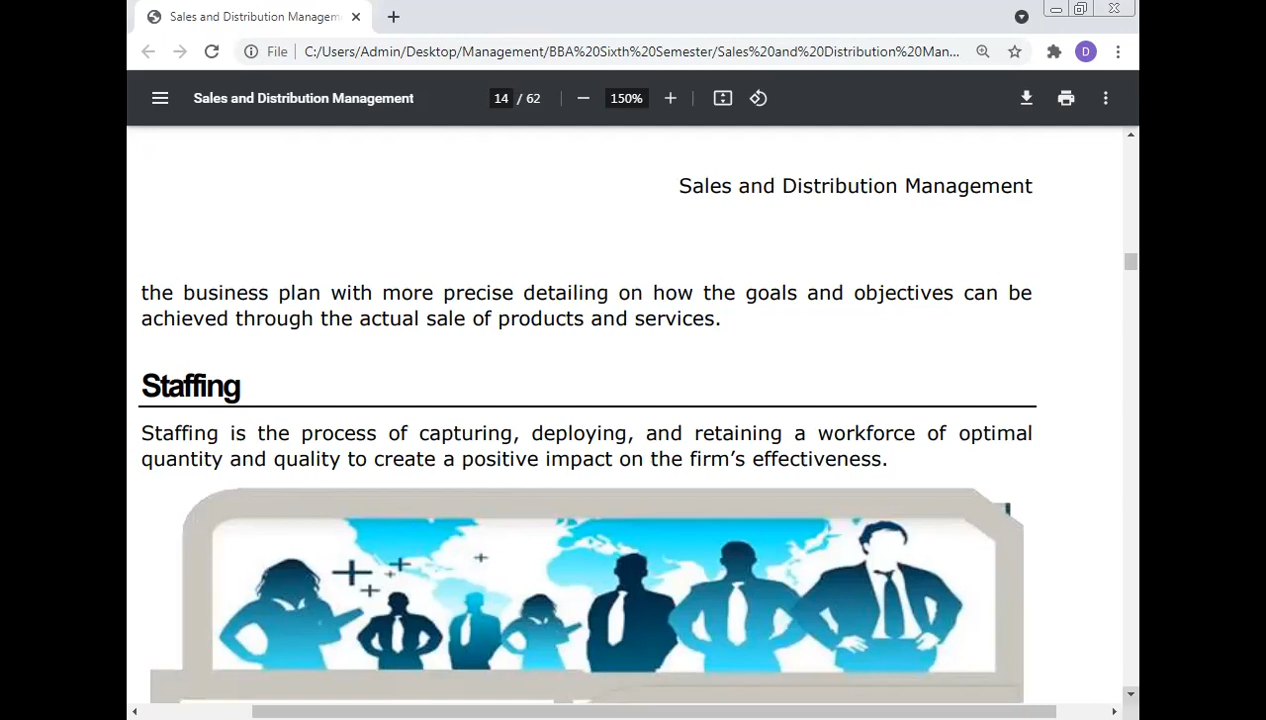 Sales and Distribution Managem
File C:/Users/Admin/Desktop/Management/BBA%20Sixth%20Semester/Sales%20and%20Distribution%20Man...
D
Sales and Distribution Management 14 / 62 150%
Sales and Distribution Management
the business plan with more precise detailing on how the goals and objectives can be
achieved through the actual sale of products and services.
Staffing
Staffing is the process of capturing, deploying, and retaining a workforce of optimal
quantity and quality to create a positive impact on the firm's effectiveness.